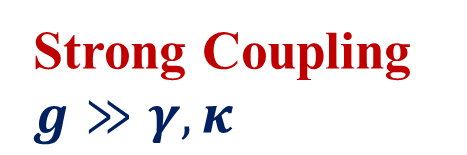 Strong Coupling
g ≫ γ, κ